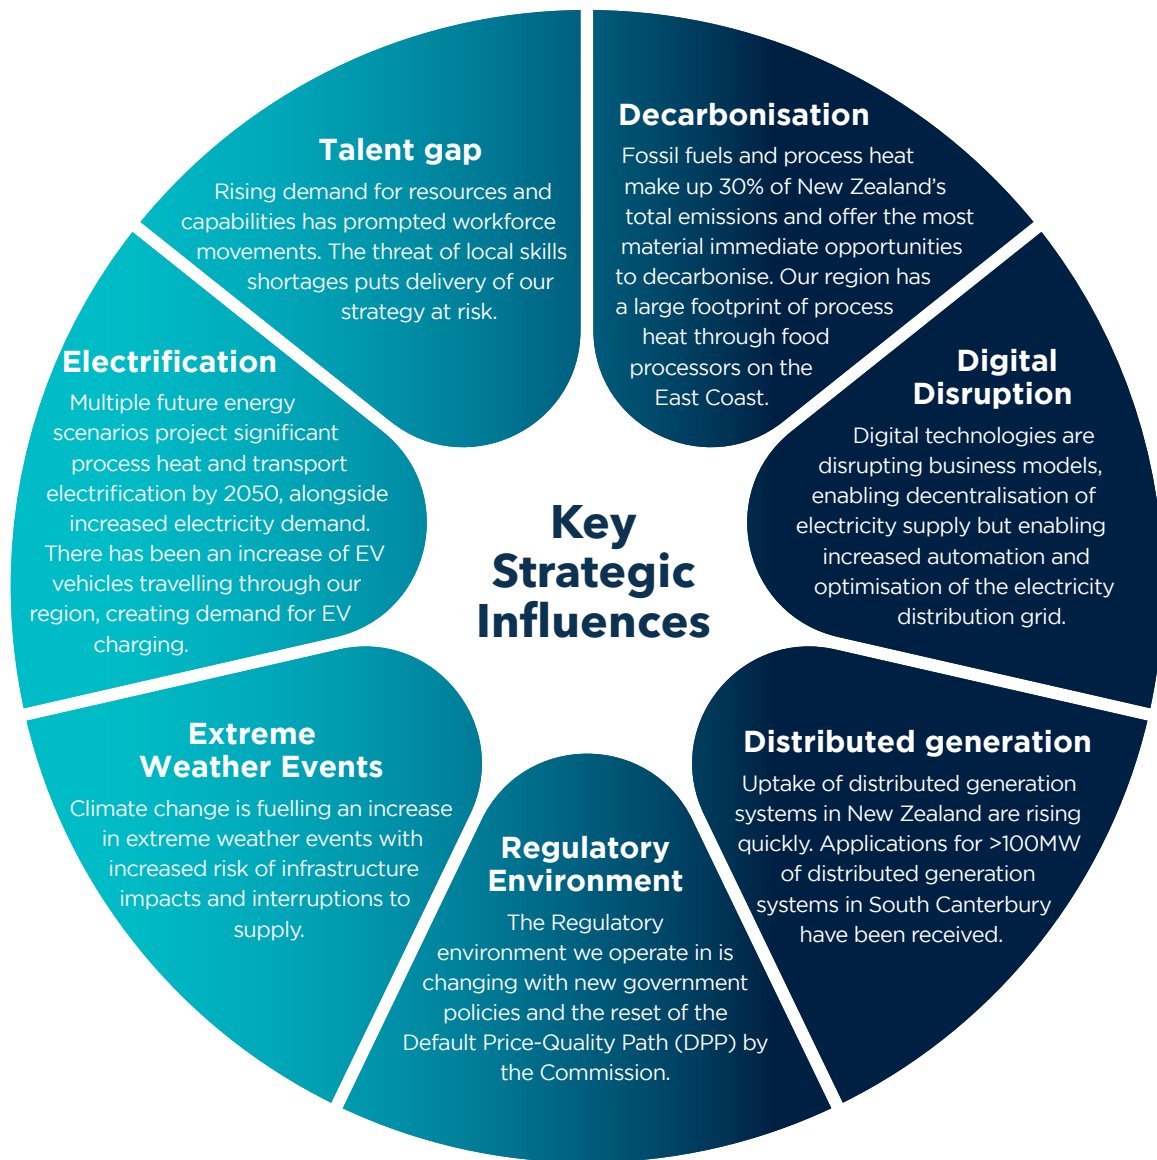 Key
Strategic
Influences
Decarbonisation
Fossil fuels and process heat
make up 30% of New Zealand’s
total emissions and offer the most
material immediate opportunities
to decarbonise. Our region has
a large footprint of process
heat through food
processors on the
East Coast.
Digital
Disruption
Digital technologies are
disrupting business models,
enabling decentralisation of
electricity supply but enabling
increased automation and
optimisation of the electricity
distribution grid.
Distributed generation
Uptake of distributed generation
systems in New Zealand are rising
quickly. Applications for >100MW
of distributed generation
systems in South Canterbury
have been received.
Regulatory
Environment
The Regulatory
environment we operate in is
changing with new government
policies and the reset of the
Default Price-Quality Path (DPP) by
the Commission.
Extreme
Weather Events
Climate change is fuelling an increase
in extreme weather events with
increased risk of infrastructure
impacts and interruptions to
supply.
Electrification
Multiple future energy
scenarios project significant
process heat and transport
electrification by 2050, alongside
increased electricity demand.
There has been an increase of EV
vehicles travelling through our
region, creating demand for EV
charging.
Talent gap
Rising demand for resources and
capabilities has prompted workforce
movements. The threat of local skills
shortages puts delivery of our
strategy at risk.